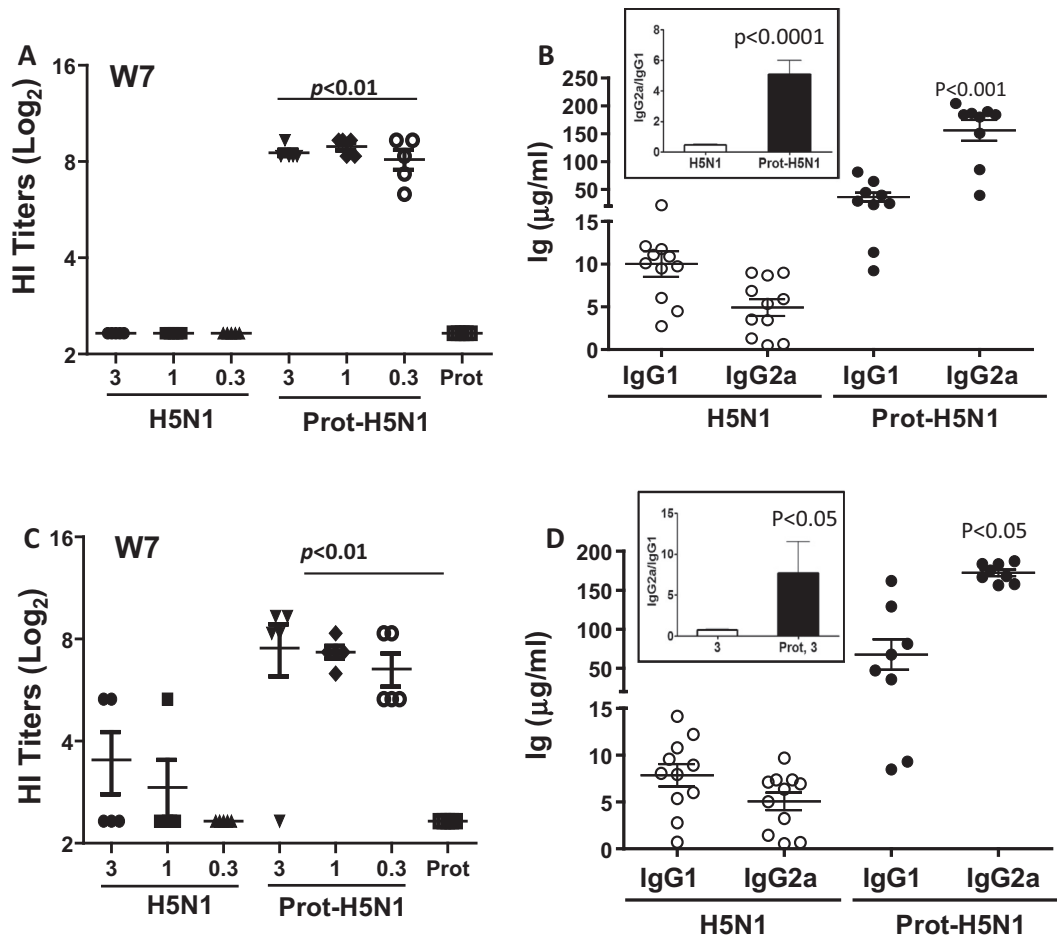 A
W7
HI Titers (Log2)
16
8
4
2
p<0.01
3 1 0.3 3 1 0.3 Prot
H5N1 Prot-H5N1
B
Ig (μg/ml)
250
200
150
100
50
15
10
5
0
IgG2a/IgG1
8
6
4
2
0
p<0.0001
H5N1 Prot-H5N1
P<0.001
IgG1 IgG2a IgG1 IgG2a
H5N1 Prot-H5N1
C
W7
HI Titers (Log2)
16
8
4
2
p<0.01
3 1 0.3 3 1 0.3 Prot
H5N1 Prot-H5N1
D
Ig (μg/ml)
200
150
100
50
15
10
5
0
IgG2a/IgG1
15
10
5
0
P<0.05
3 Prot, 3
P<0.05
IgG1 IgG2a IgG1 IgG2a
H5N1 Prot-H5N1